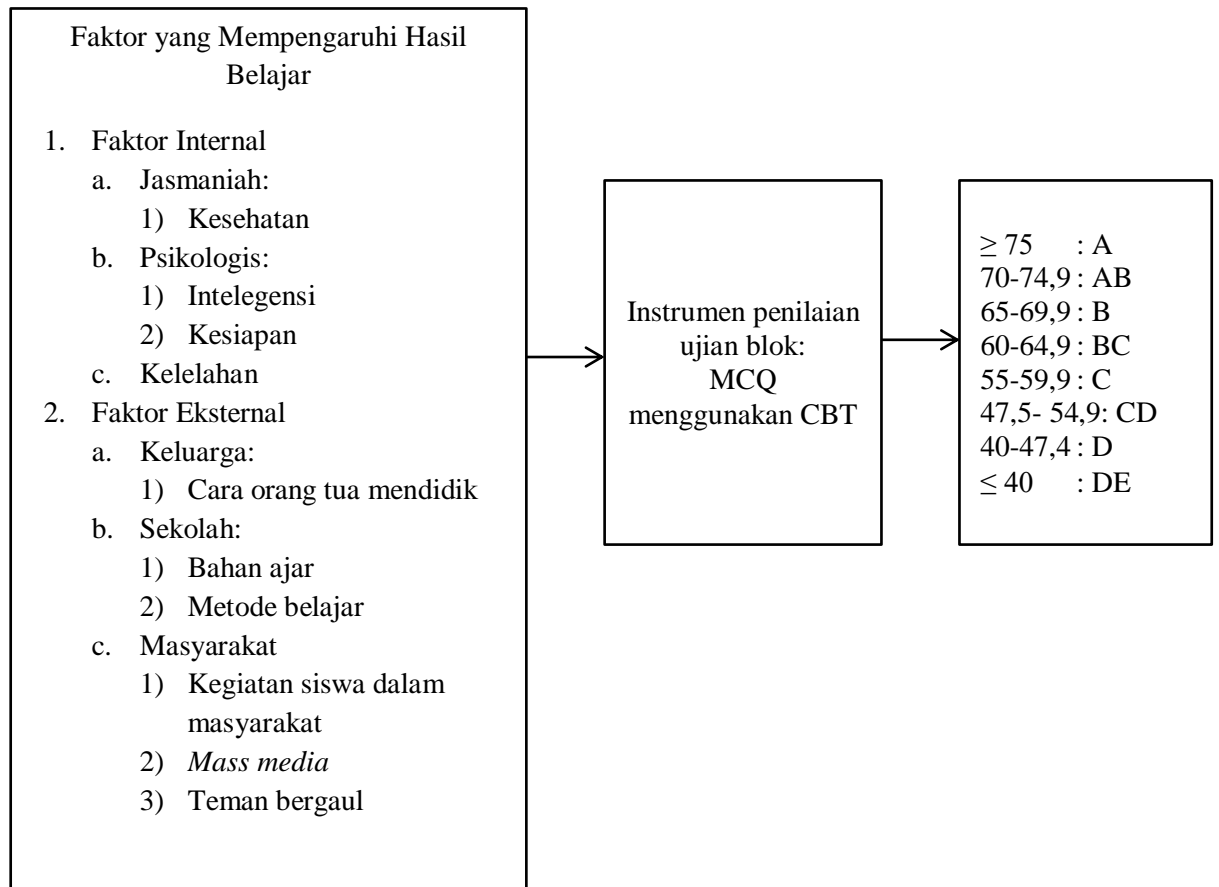 Faktor yang Mempengaruhi Hasil
Belajar
1. Faktor Internal
a. Jasmaniah:
1) Kesehatan
b. Psikologis:
1) Intelegensi
2) Kesiapan
c. Kelelahan
2. Faktor Eksternal
a. Keluarga:
1) Cara orang tua mendidik
b. Sekolah:
1) Bahan ajar
2) Metode belajar
c. Masyarakat
1) Kegiatan siswa dalam
masyarakat
2) Mass media
3) Teman bergaul
Instrumen penilaian
ujian blok:
MCQ
menggunakan CBT
≥ 75 : A
70-74,9 : AB
65-69,9 : B
60-64,9 : BC
55-59,9 : C
47,5- 54,9: CD
40-47,4 : D
≤ 40 : DE